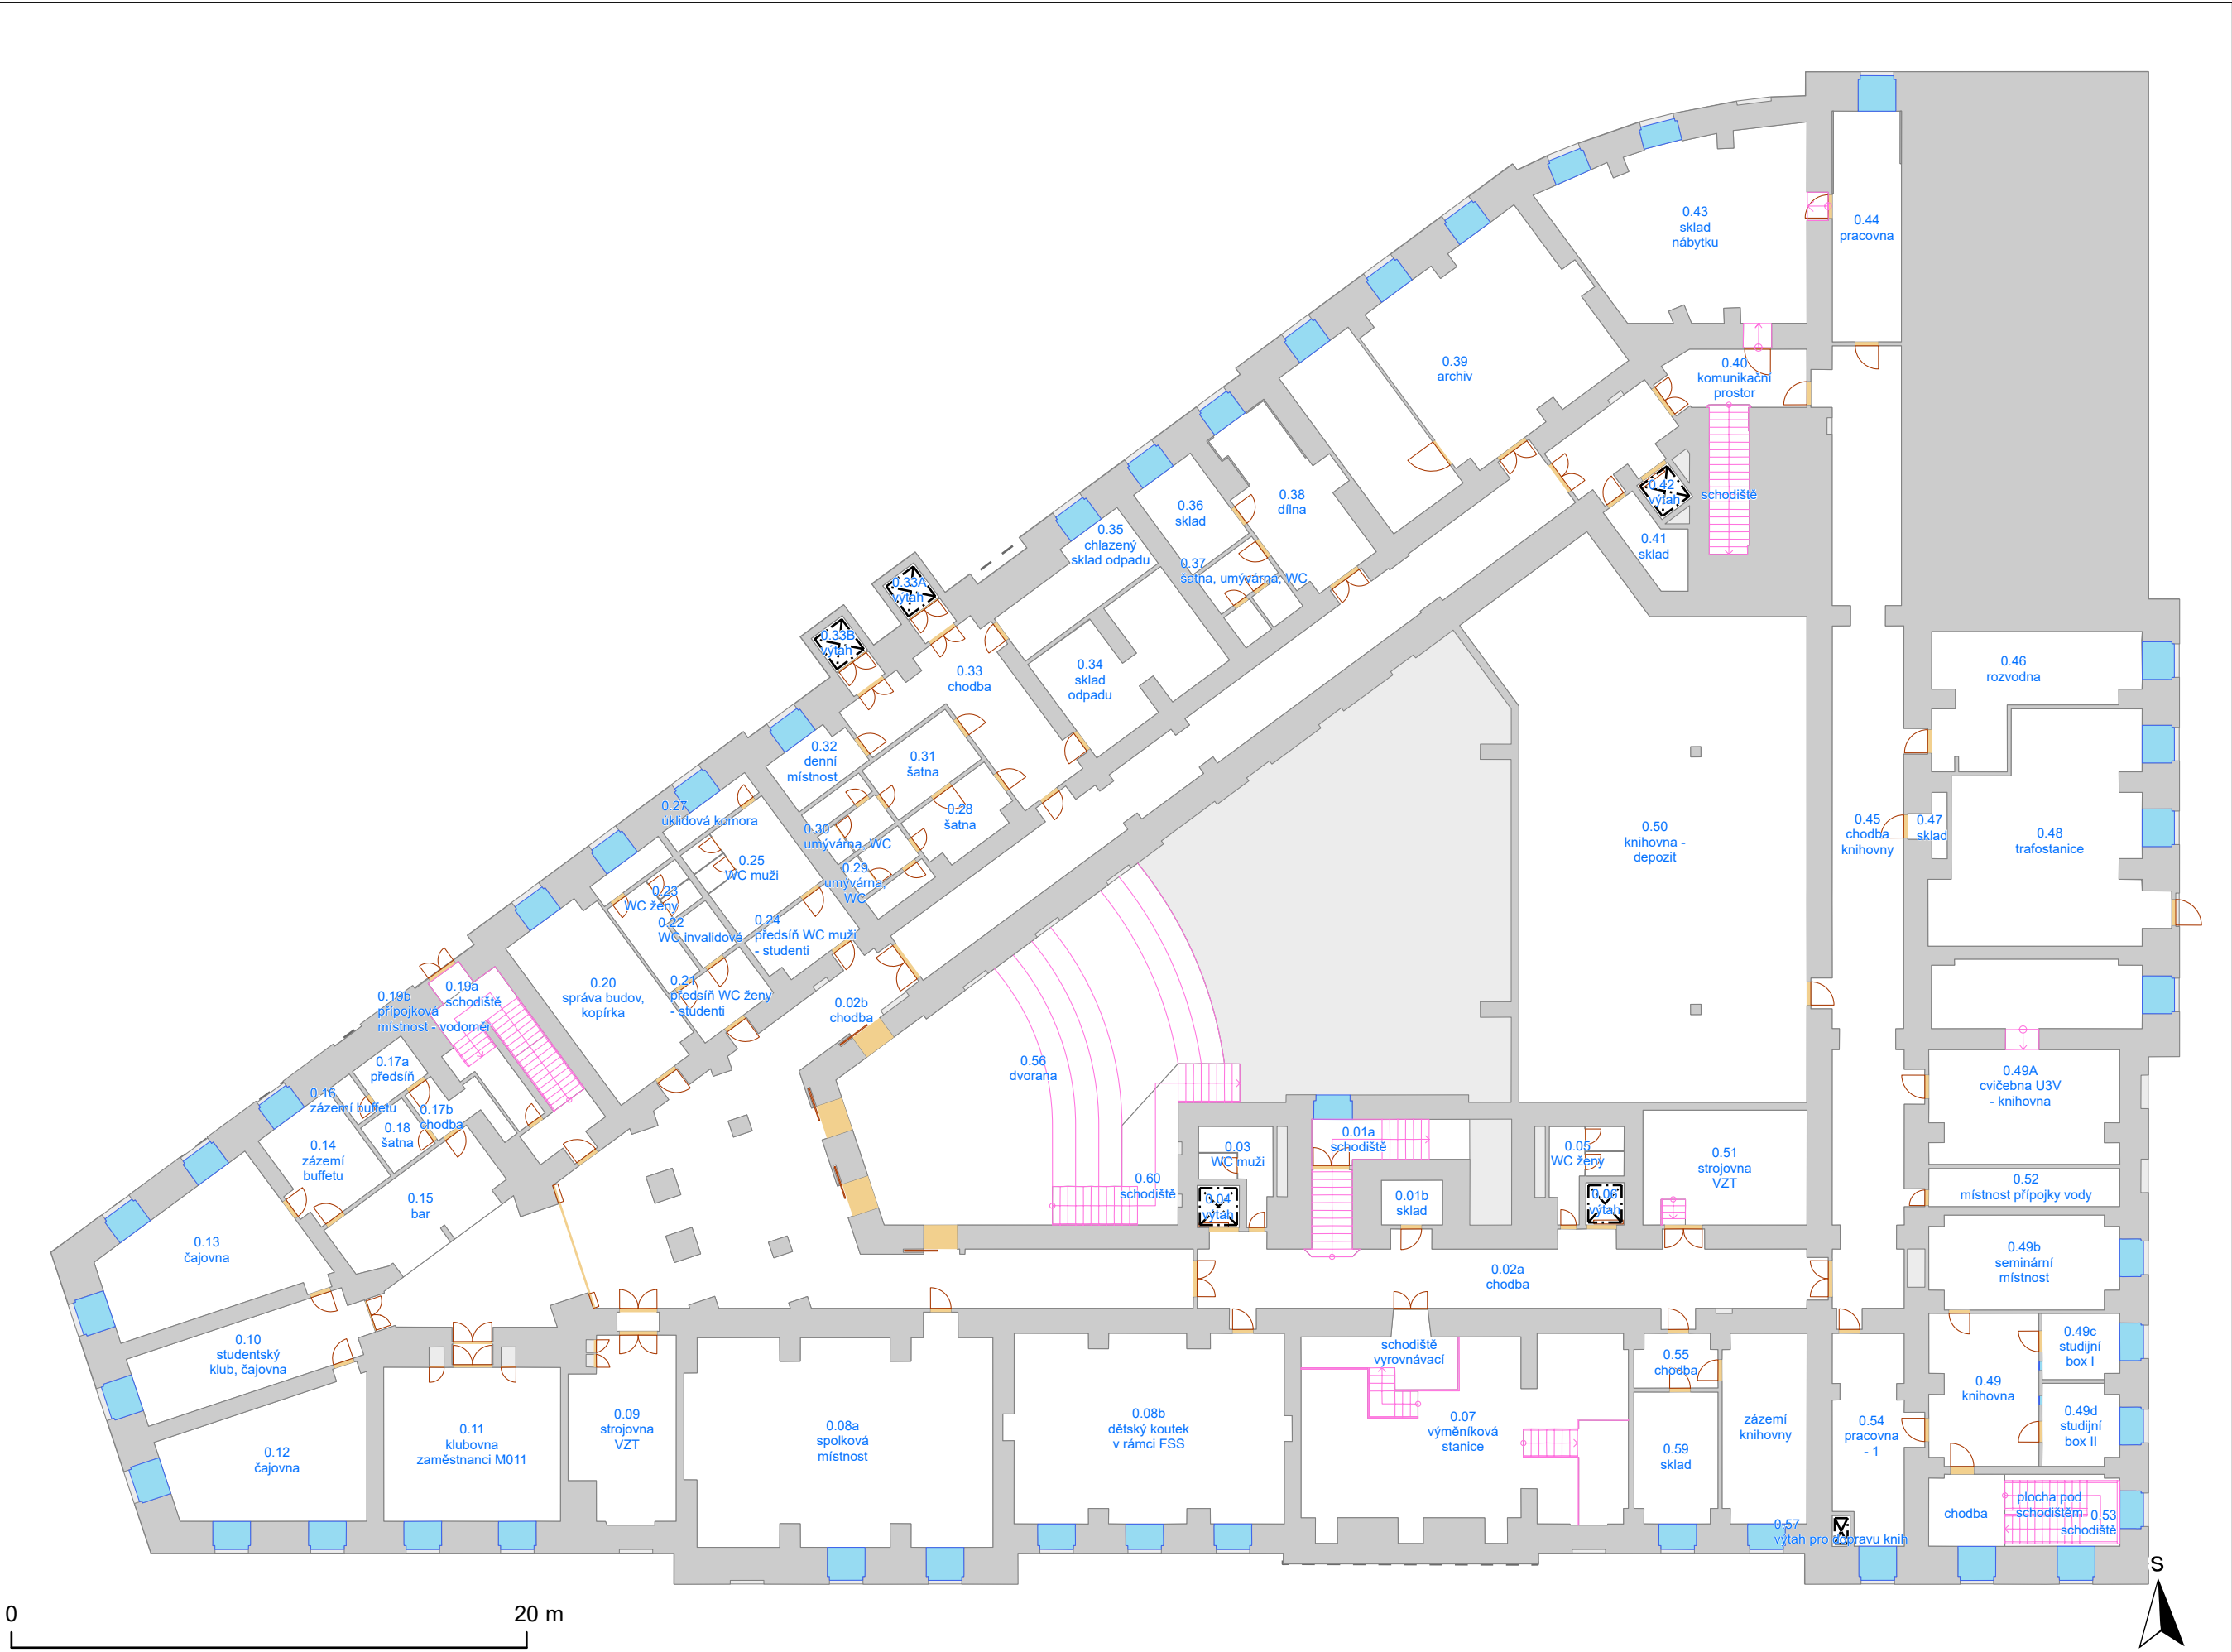 0.43
sklad
nábytku
0.44
pracovna
0.39
archiv
0.40
komunikační
prostor
0.42
výtah
schodiště
0.41
sklad
0.38
dílna
0.36
sklad
0.37
šatna, umývárna, WC
0.35
chlazený
sklad odpadu
0.34
sklad
odpadu
0.33A
výtah
0.33B
výtah
0.33
chodba
0.32
denní
místnost
0.31
šatna
0.28
šatna
0.30
umývárna, WC
0.29
umývárna,
WC
0.27
úklidová komora
0.25
WC muži
0.23
WC ženy
0.22
WC invalidové
0.24
předsíň WC muži
- studenti
0.21
předsíň WC ženy
- studenti
0.20
správa budov,
kopírka
0.02b
chodba
0.19a
schodiště
0.19b
přípojková
místnost - vodoměr
0.17a
předsíň
0.16
zázemí buffetu
0.17b
chodba
0.18
šatna
0.14
zázemí
buffetu
0.15
bar
0.13
čajovna
0.10
studentský
klub, čajovna
0.12
čajovna
0.11
klubovna
zaměstnanci M011
0.09
strojovna
VZT
0.08a
spolková
místnost
0.08b
dětský koutek
v rámci FSS
0.07
výměníková
stanice
schodiště
vyrovnávací
0.56
dvorana
0.60
schodiště
0.03
WC muži
0.04
výtah
0.01a
schodiště
0.01b
sklad
0.02a
chodba
0.05
WC ženy
0.06
výtah
0.51
strojovna
VZT
0.50
knihovna -
depozit
0.45
chodba
knihovny
0.46
rozvodna
0.47
sklad
0.48
trafostanice
0.49A
cvičebna U3V
- knihovna
0.52
místnost přípojky vody
0.49b
seminární
místnost
0.49c
studijní
box I
0.49
knihovna
0.49d
studijní
box II
0.55
chodba
0.59
sklad
zázemí
knihovny
0.54
pracovna
- 1
0.57
výtah pro dopravu knih
chodba
plocha pod
schodištěm
0.53
schodiště
S
0
20 m